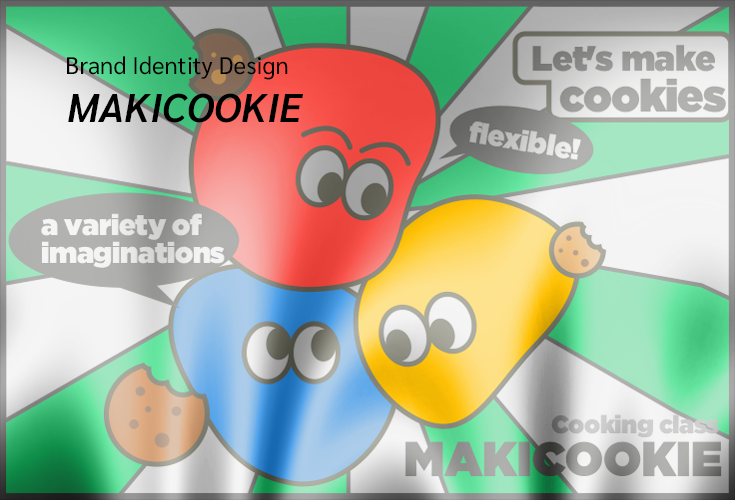 Brand Identity Design
MAKICOOKIE
Let's make
cookies
flexible!
a variety of
imaginations
Cooking class
MAKICOOKIE